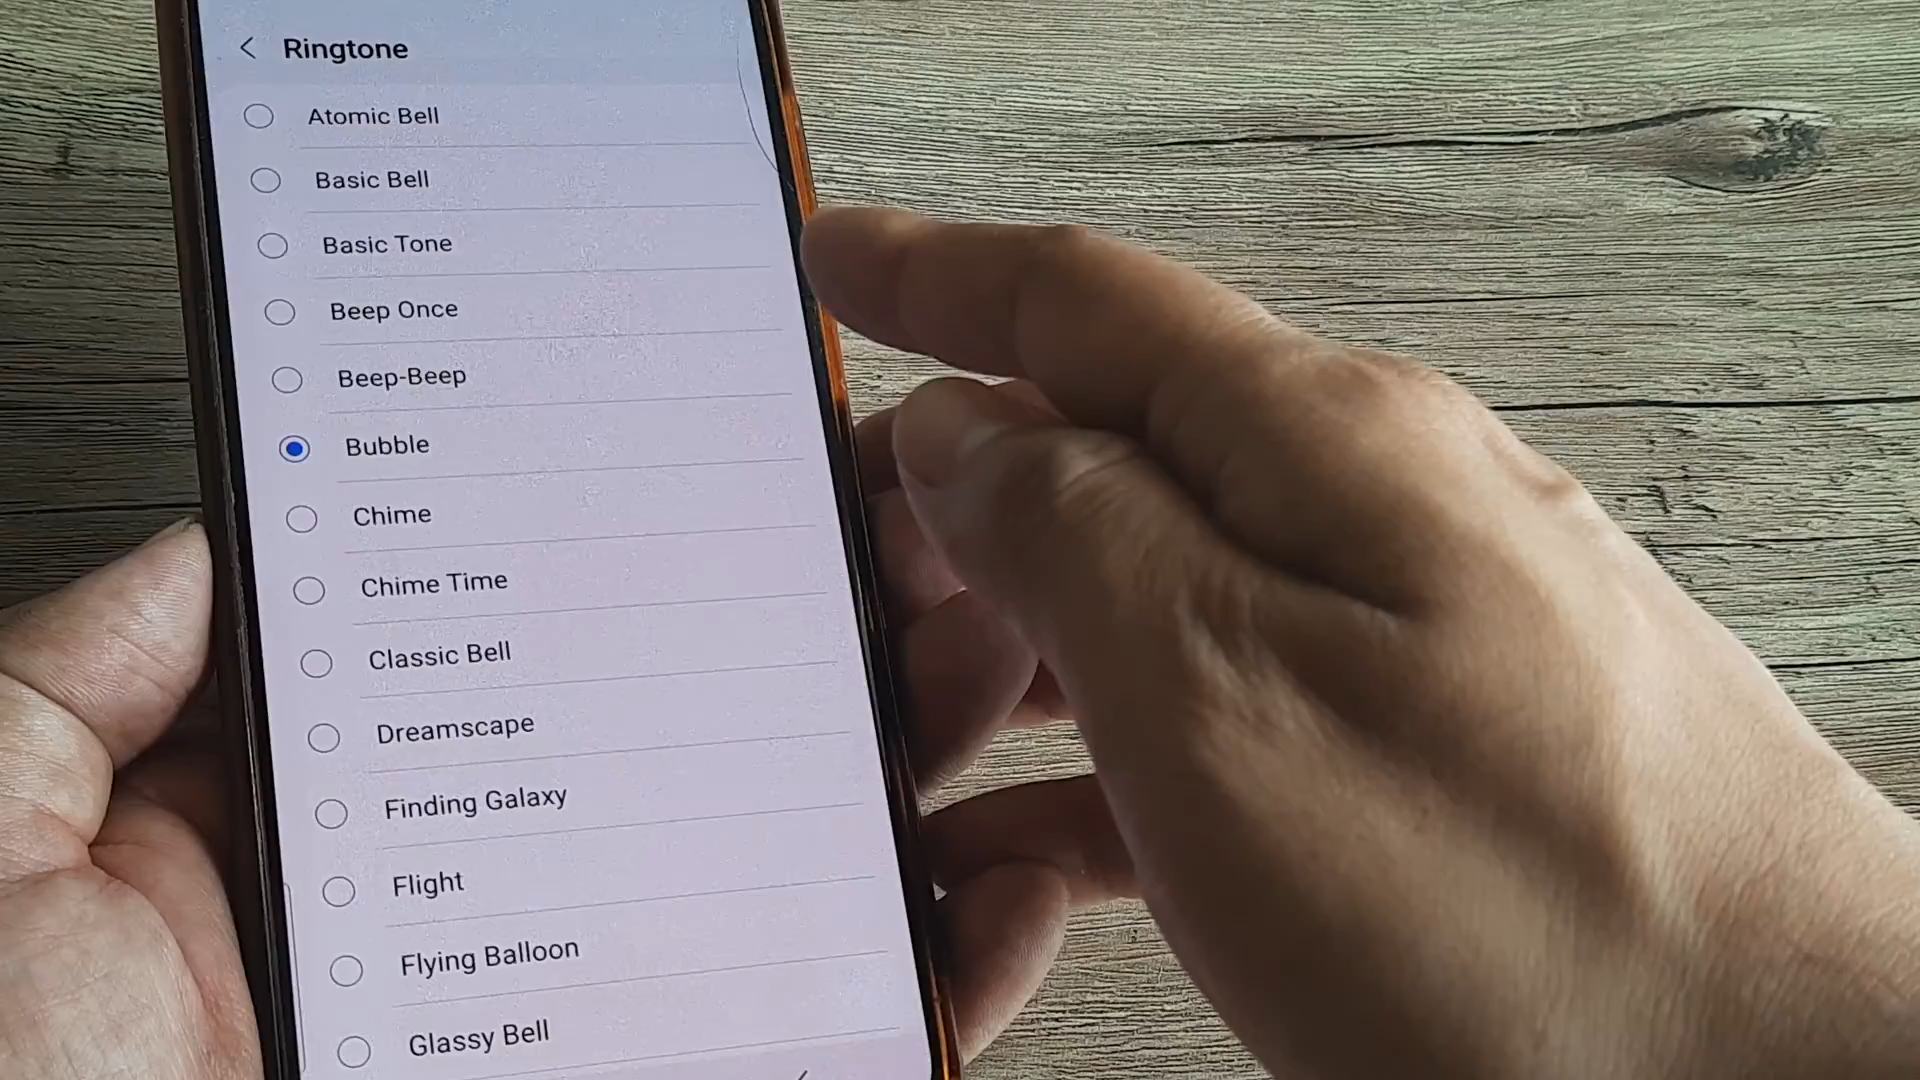 Ringtone
Atomic Bell
Basic Bell
Basic Tone
Beep Once
Beep-Beep
Bubble
Chime
Chime Time
Classic Bell
Dreamscape
Finding Galaxy
Flight
Flying Balloon
Glassy Bell